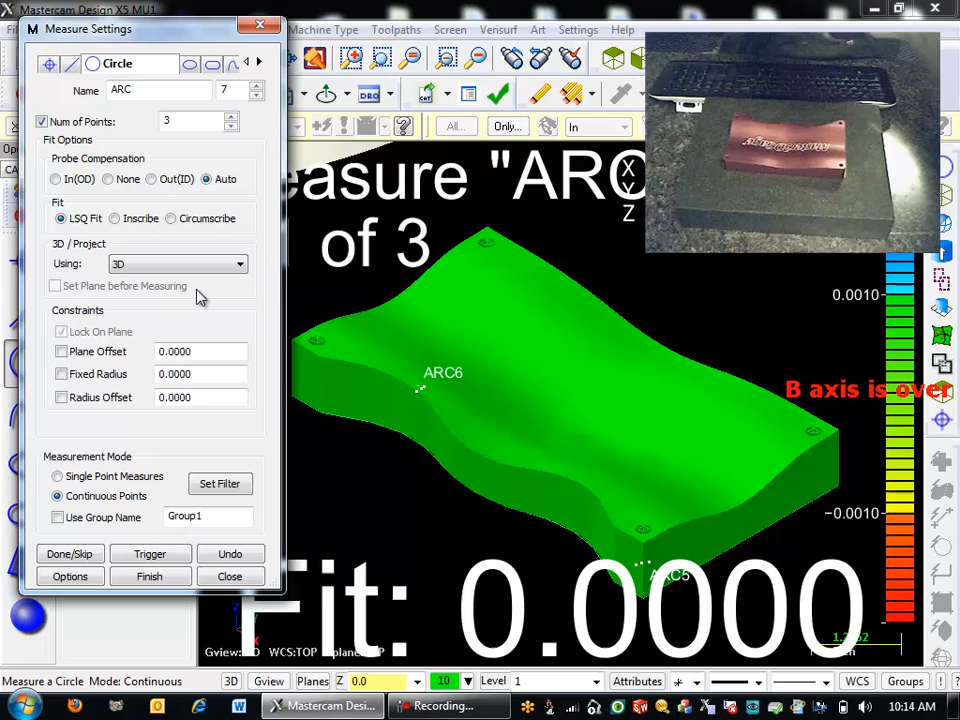 Mastercam Design X5 MU1
Measure Settings
Machine Type Toolpaths Screen Verisurf Art Settings Help
Circle
Name ARC 7
Num of Points: 3
Fit Options
Probe Compensation
In(OD) None Out(ID) Auto
Fit
LSQ Fit Inscribe Circumscribe
3D / Project
Using: 3D
Set Plane before Measuring
Constraints
Lock On Plane
Plane Offset 0.0000
Fixed Radius 0.0000
Radius Offset 0.0000
Measurement Mode
Single Point Measures
Continuous Points
Set Filter
Use Group Name Group1
Done/Skip Trigger Undo
Options Finish Close
DRO
CAT
All... Only... In
easure "ARC
of 3
X
Y
Z
0.0010
B axis is over
-0.0010
ARC6
ARC5
Fit: 0.0000
Measure a Circle Mode: Continuous
3D Gview Planes Z 0.0 10 Level 1 Attributes WCS Groups
Mastercam Desi...
Recording...
10:14 AM